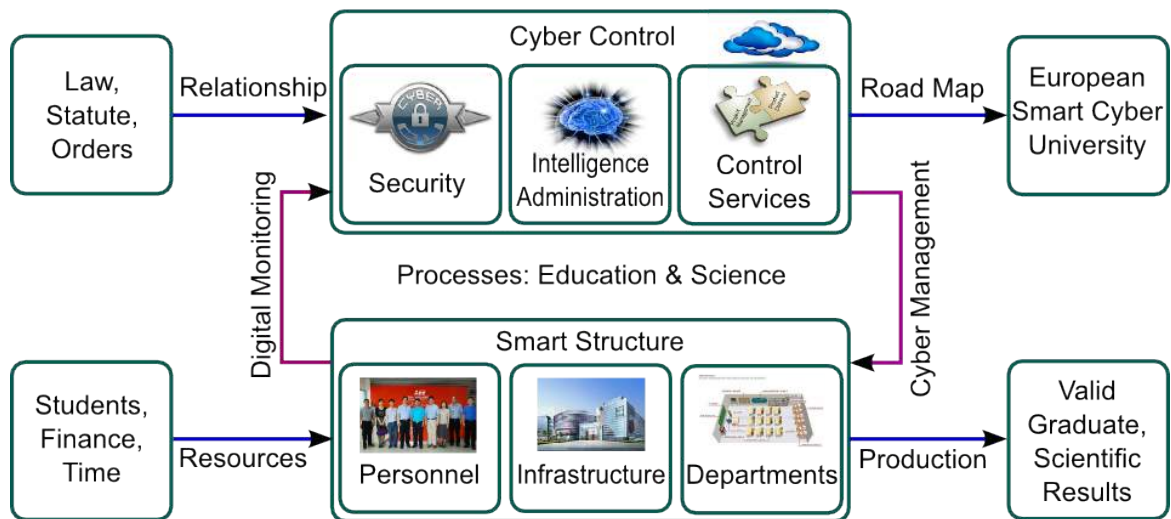 Cyber Control
Law,
Statute,
Orders
Relationship
CYBER
Security
Intelligence
Administration
Control
Services
Road Map
European
Smart Cyber
University
Digital Monitoring
Processes: Education & Science
Cyber Management
Smart Structure
Students,
Finance,
Time
Resources
Personnel
Infrastructure
Departments
Production
Valid
Graduate,
Scientific
Results